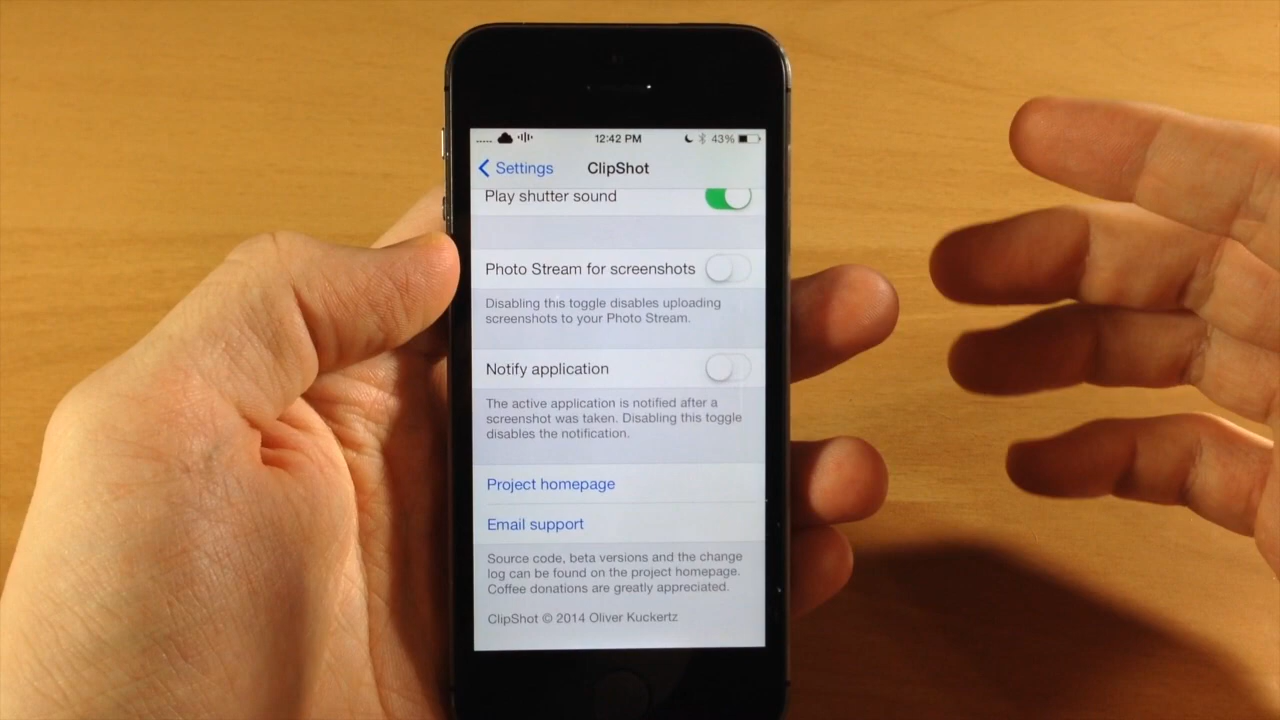 12:42 PM 43%
Settings ClipShot
Play shutter sound
Photo Stream for screenshots
Disabling this toggle disables uploading
screenshots to your Photo Stream.
Notify application
The active application is notified after a
screenshot was taken. Disabling this toggle
disables the notification.
Project homepage
Email support
Source code, beta versions and the change
log can be found on the project homepage.
Coffee donations are greatly appreciated.
ClipShot © 2014 Oliver Kuckertz